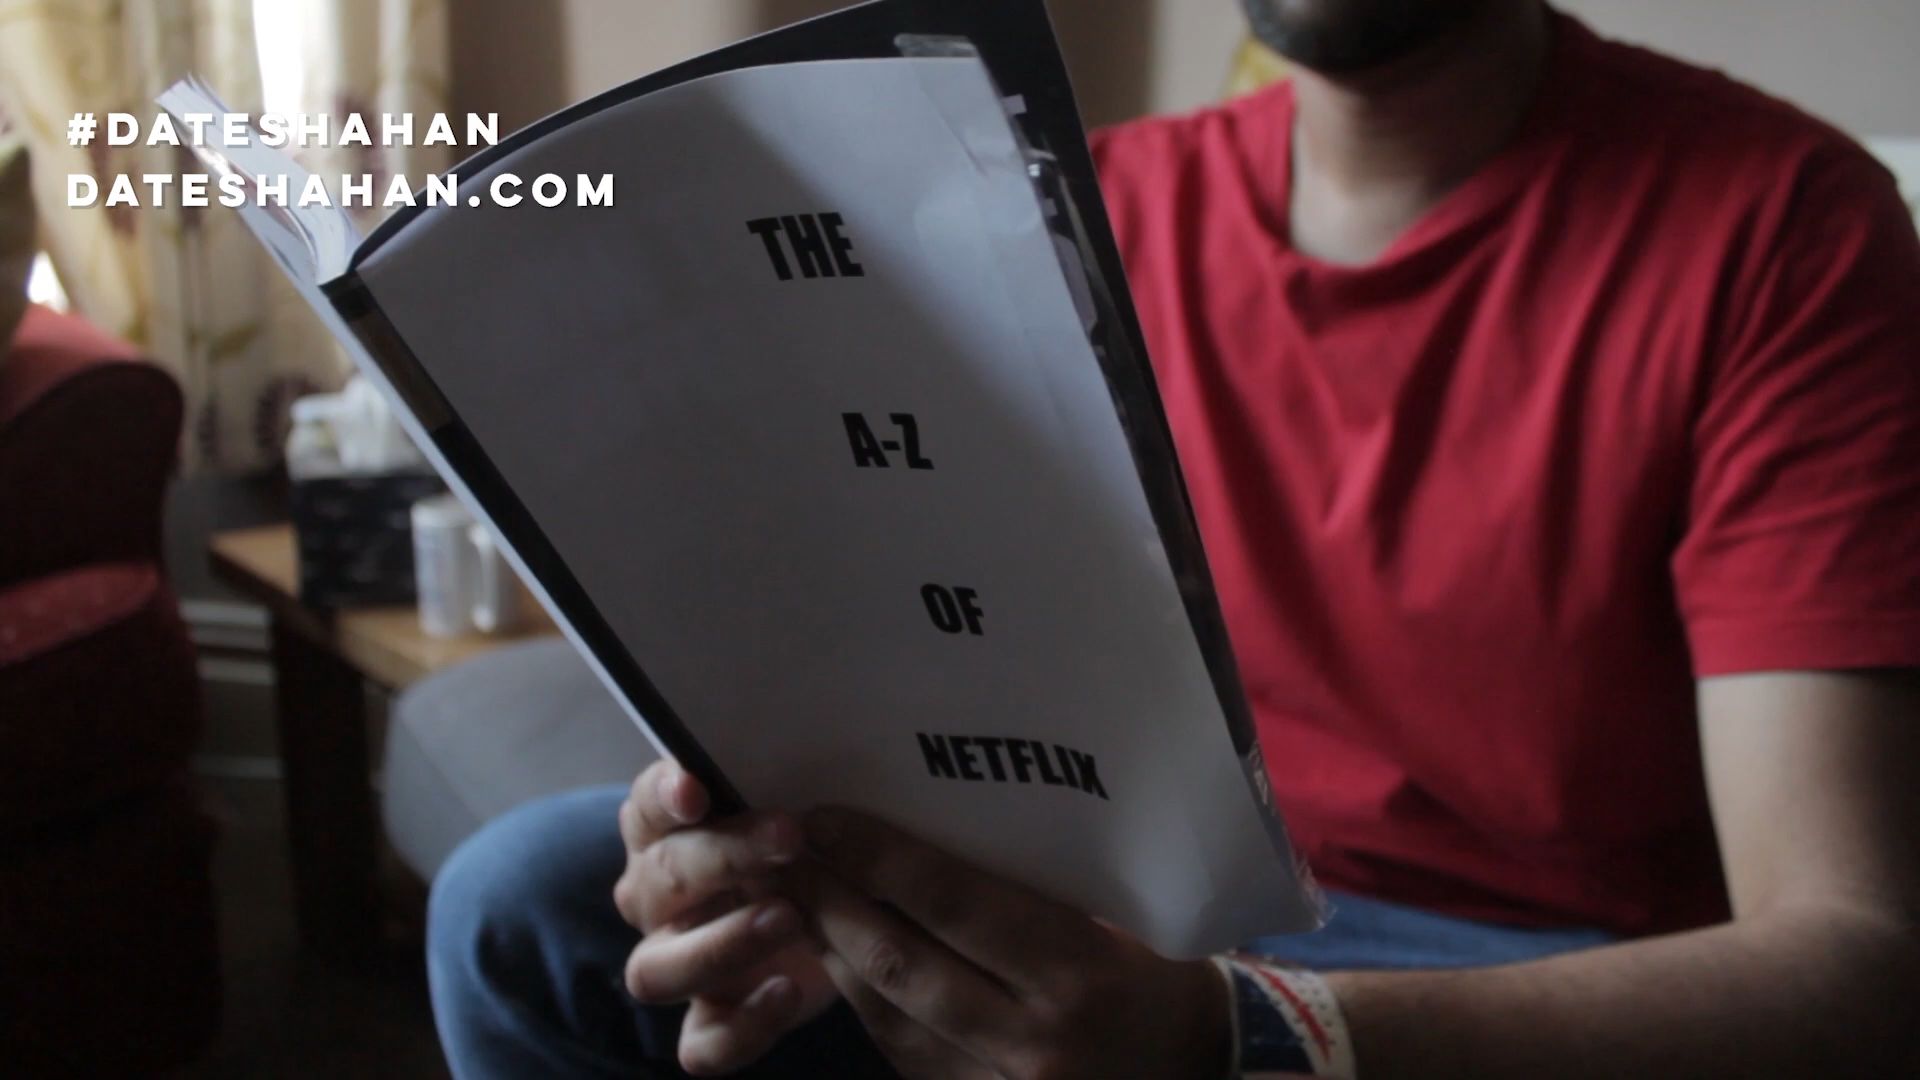 #DATESHAHAN
DATESHAHAN.COM
THE
A-Z
OF
NETFLIX